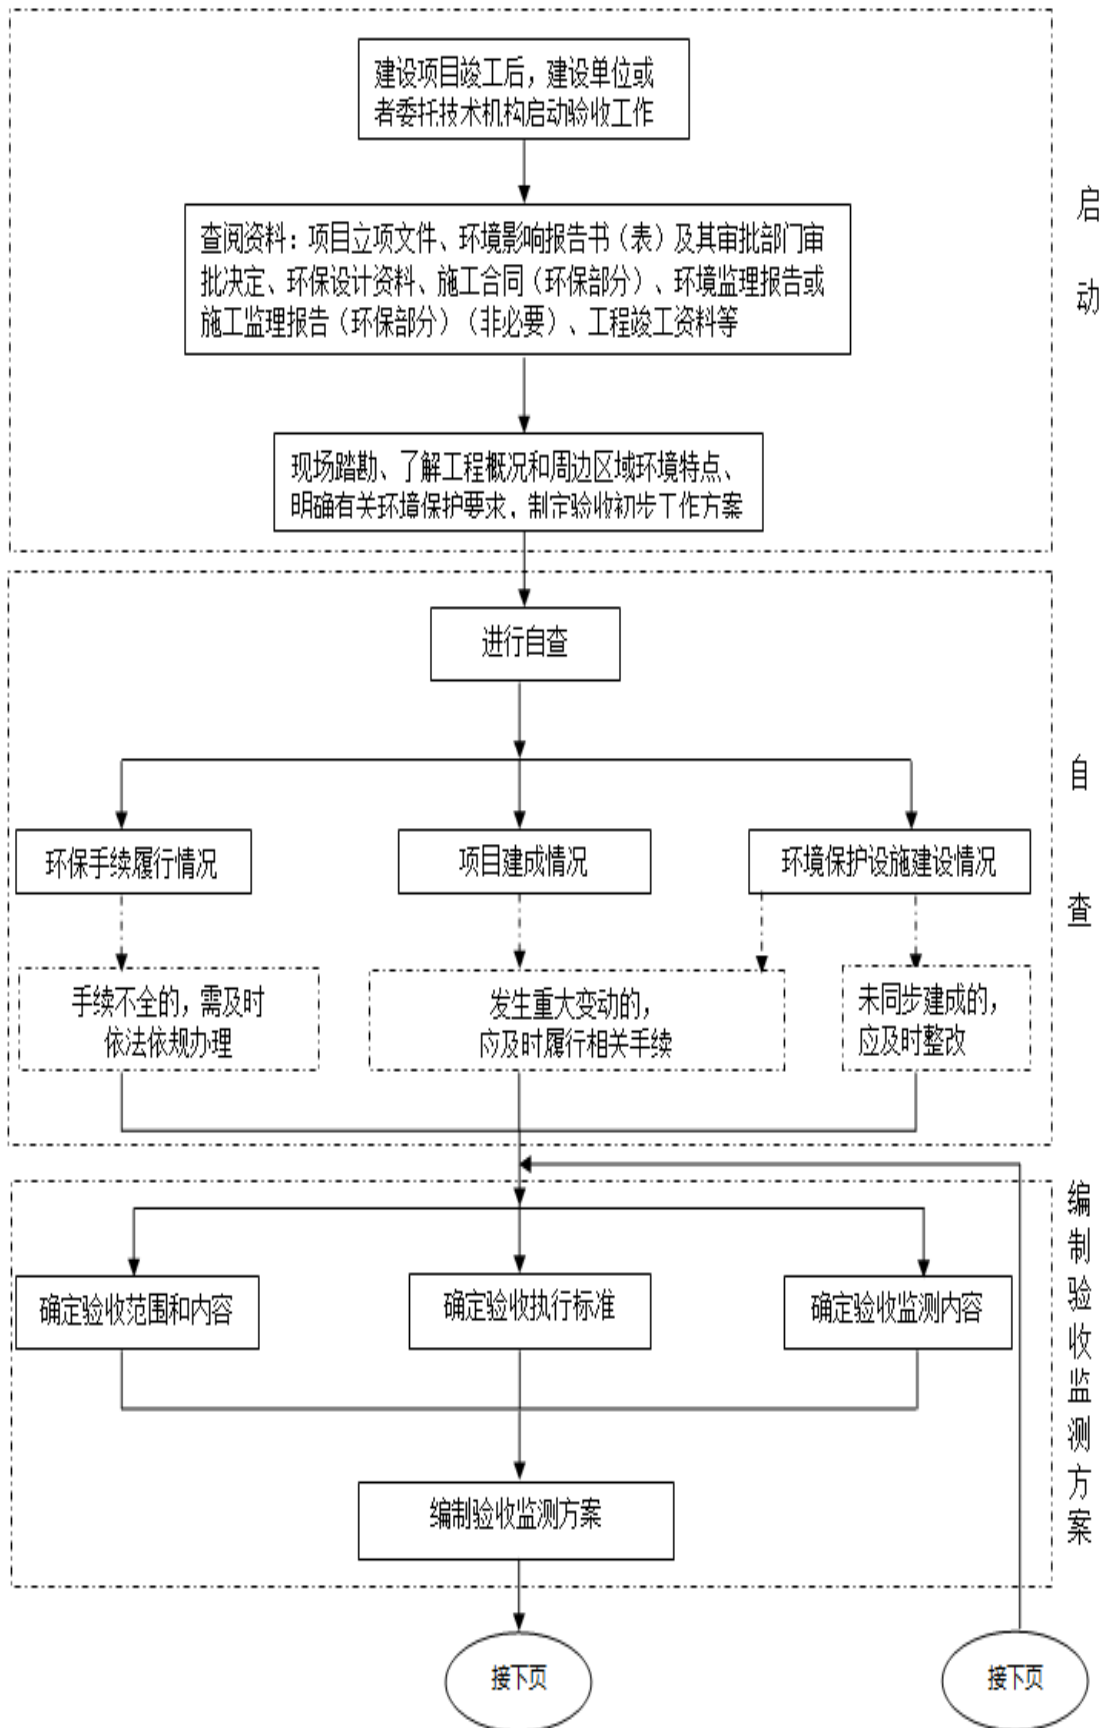 建设项目竣工后，建设单位或
者委托技术机构启动验收工作
查阅资料：项目立项文件、环境影响报告书（表）及其审批部门审
批决定、环保设计资料、施工合同（环保部分）、环境监理报告或
施工监理报告（环保部分）（非必要）、工程竣工资料等
现场踏勘、了解工程概况和周边区域环境特点、
明确有关环境保护要求，制定验收初步工作方案
启
动
进行自查
环保手续履行情况
项目建成情况
环境保护设施建设情况
手续不全的，需及时
依法依规办理
发生重大变动的，
应及时履行相关手续
未同步建成的，
应及时整改
自
查
确定验收范围和内容
确定验收执行标准
确定验收监测内容
编制验收监测方案
编
制
验
收
监
测
方
案
接下页
接下页